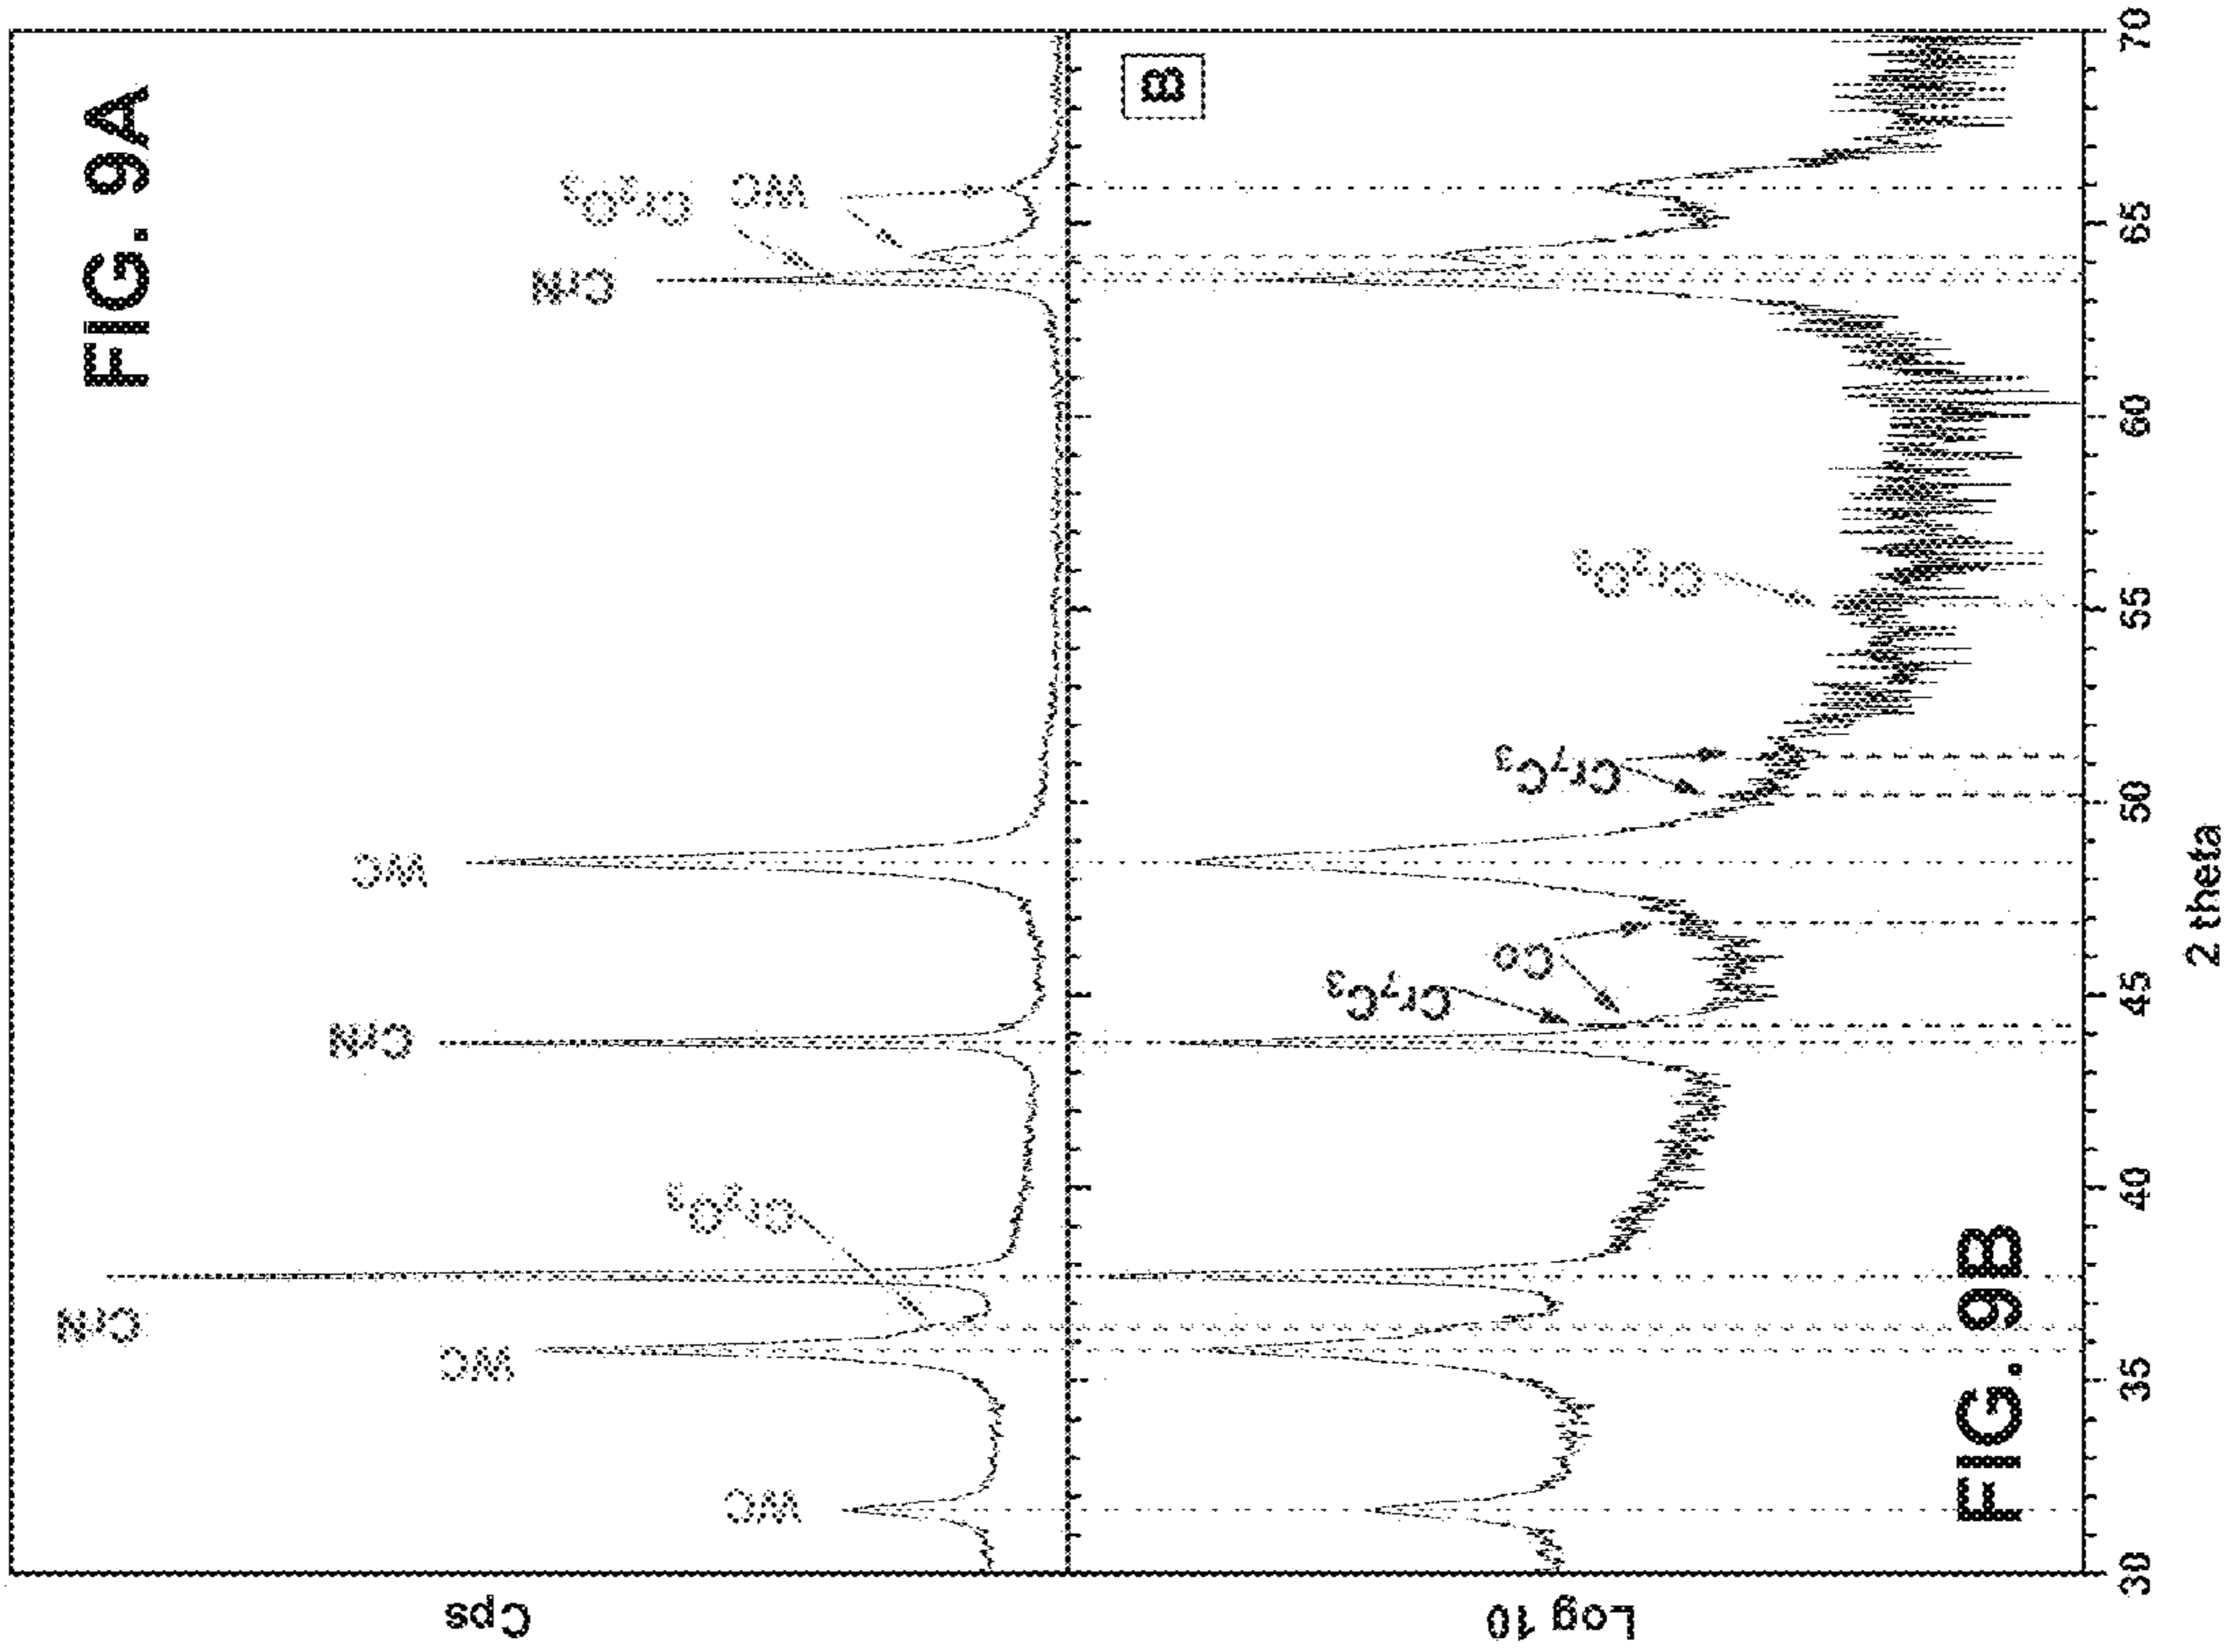 FIG. 9A
Cps
CrN
WC
WC
Cr₂O₃
CrN
WC
CrN
Cr₂O₃
WC
B
Log 10
Cr₇C₃
Co
Cr₇C₃
Cr₂O₃
FIG. 9B
30 35 40 45 50 55 60 65 70
2 theta